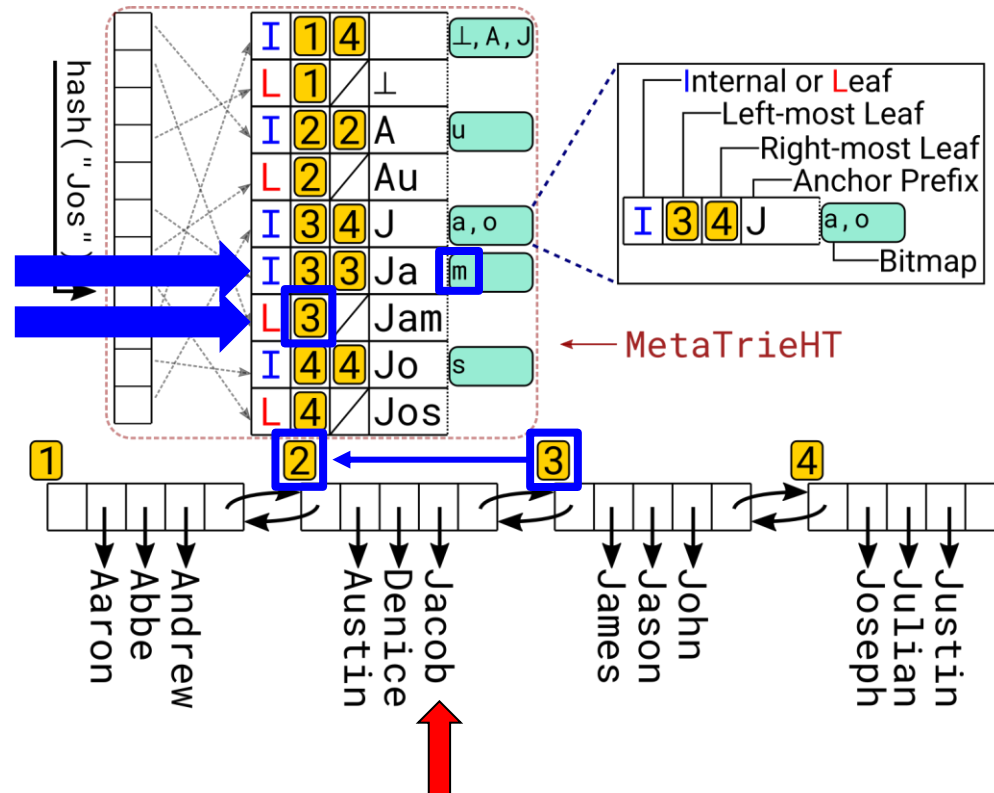 hash("Jos")
I 1 4 ⊥,A,J
L 1 ⊥
I 2 2 A u
L 2 Au
I 3 4 J a,o
I 3 3 Ja m
L 3 Jam
I 4 4 Jo s
L 4 Jos
Internal or Leaf
Left-most Leaf
Right-most Leaf
Anchor Prefix
I 3 4 J a,o
Bitmap
MetaTrieHT
1 2 3 4
Aaron
Abbe
Andrew
Austin
Denice
Jacob
James
Jason
John
Joseph
Julian
Justin